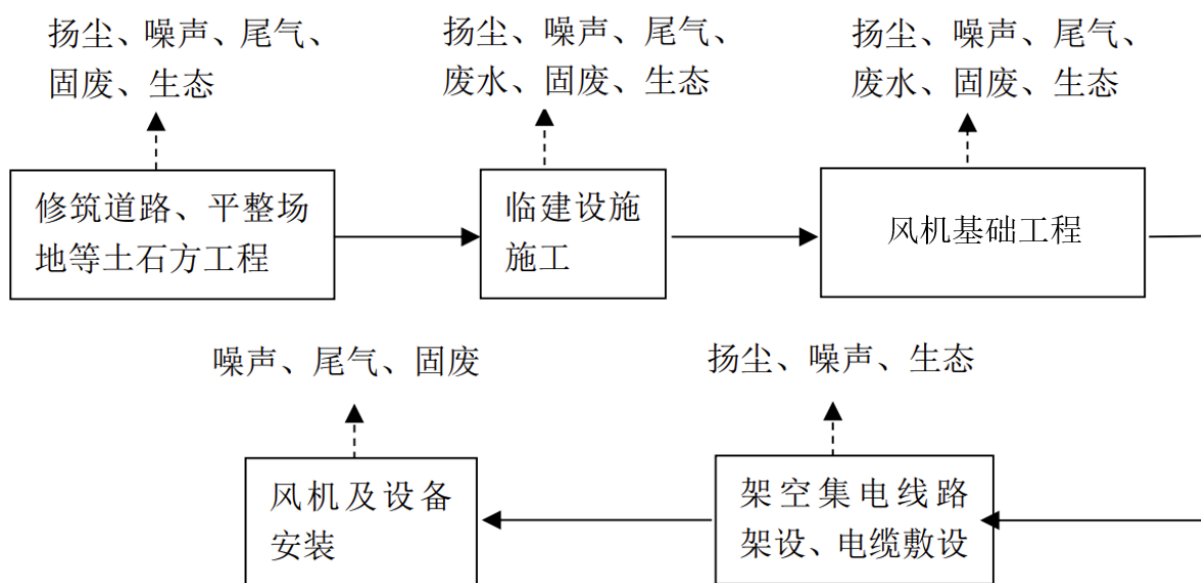 扬尘、噪声、尾气、
固废、生态
扬尘、噪声、尾气、
废水、固废、生态
扬尘、噪声、尾气、
废水、固废、生态
修筑道路、平整场
地等土石方工程
临建设施
施工
风机基础工程
噪声、尾气、固废
扬尘、噪声、生态
风机及设备
安装
架空集电线路
架设、电缆敷设